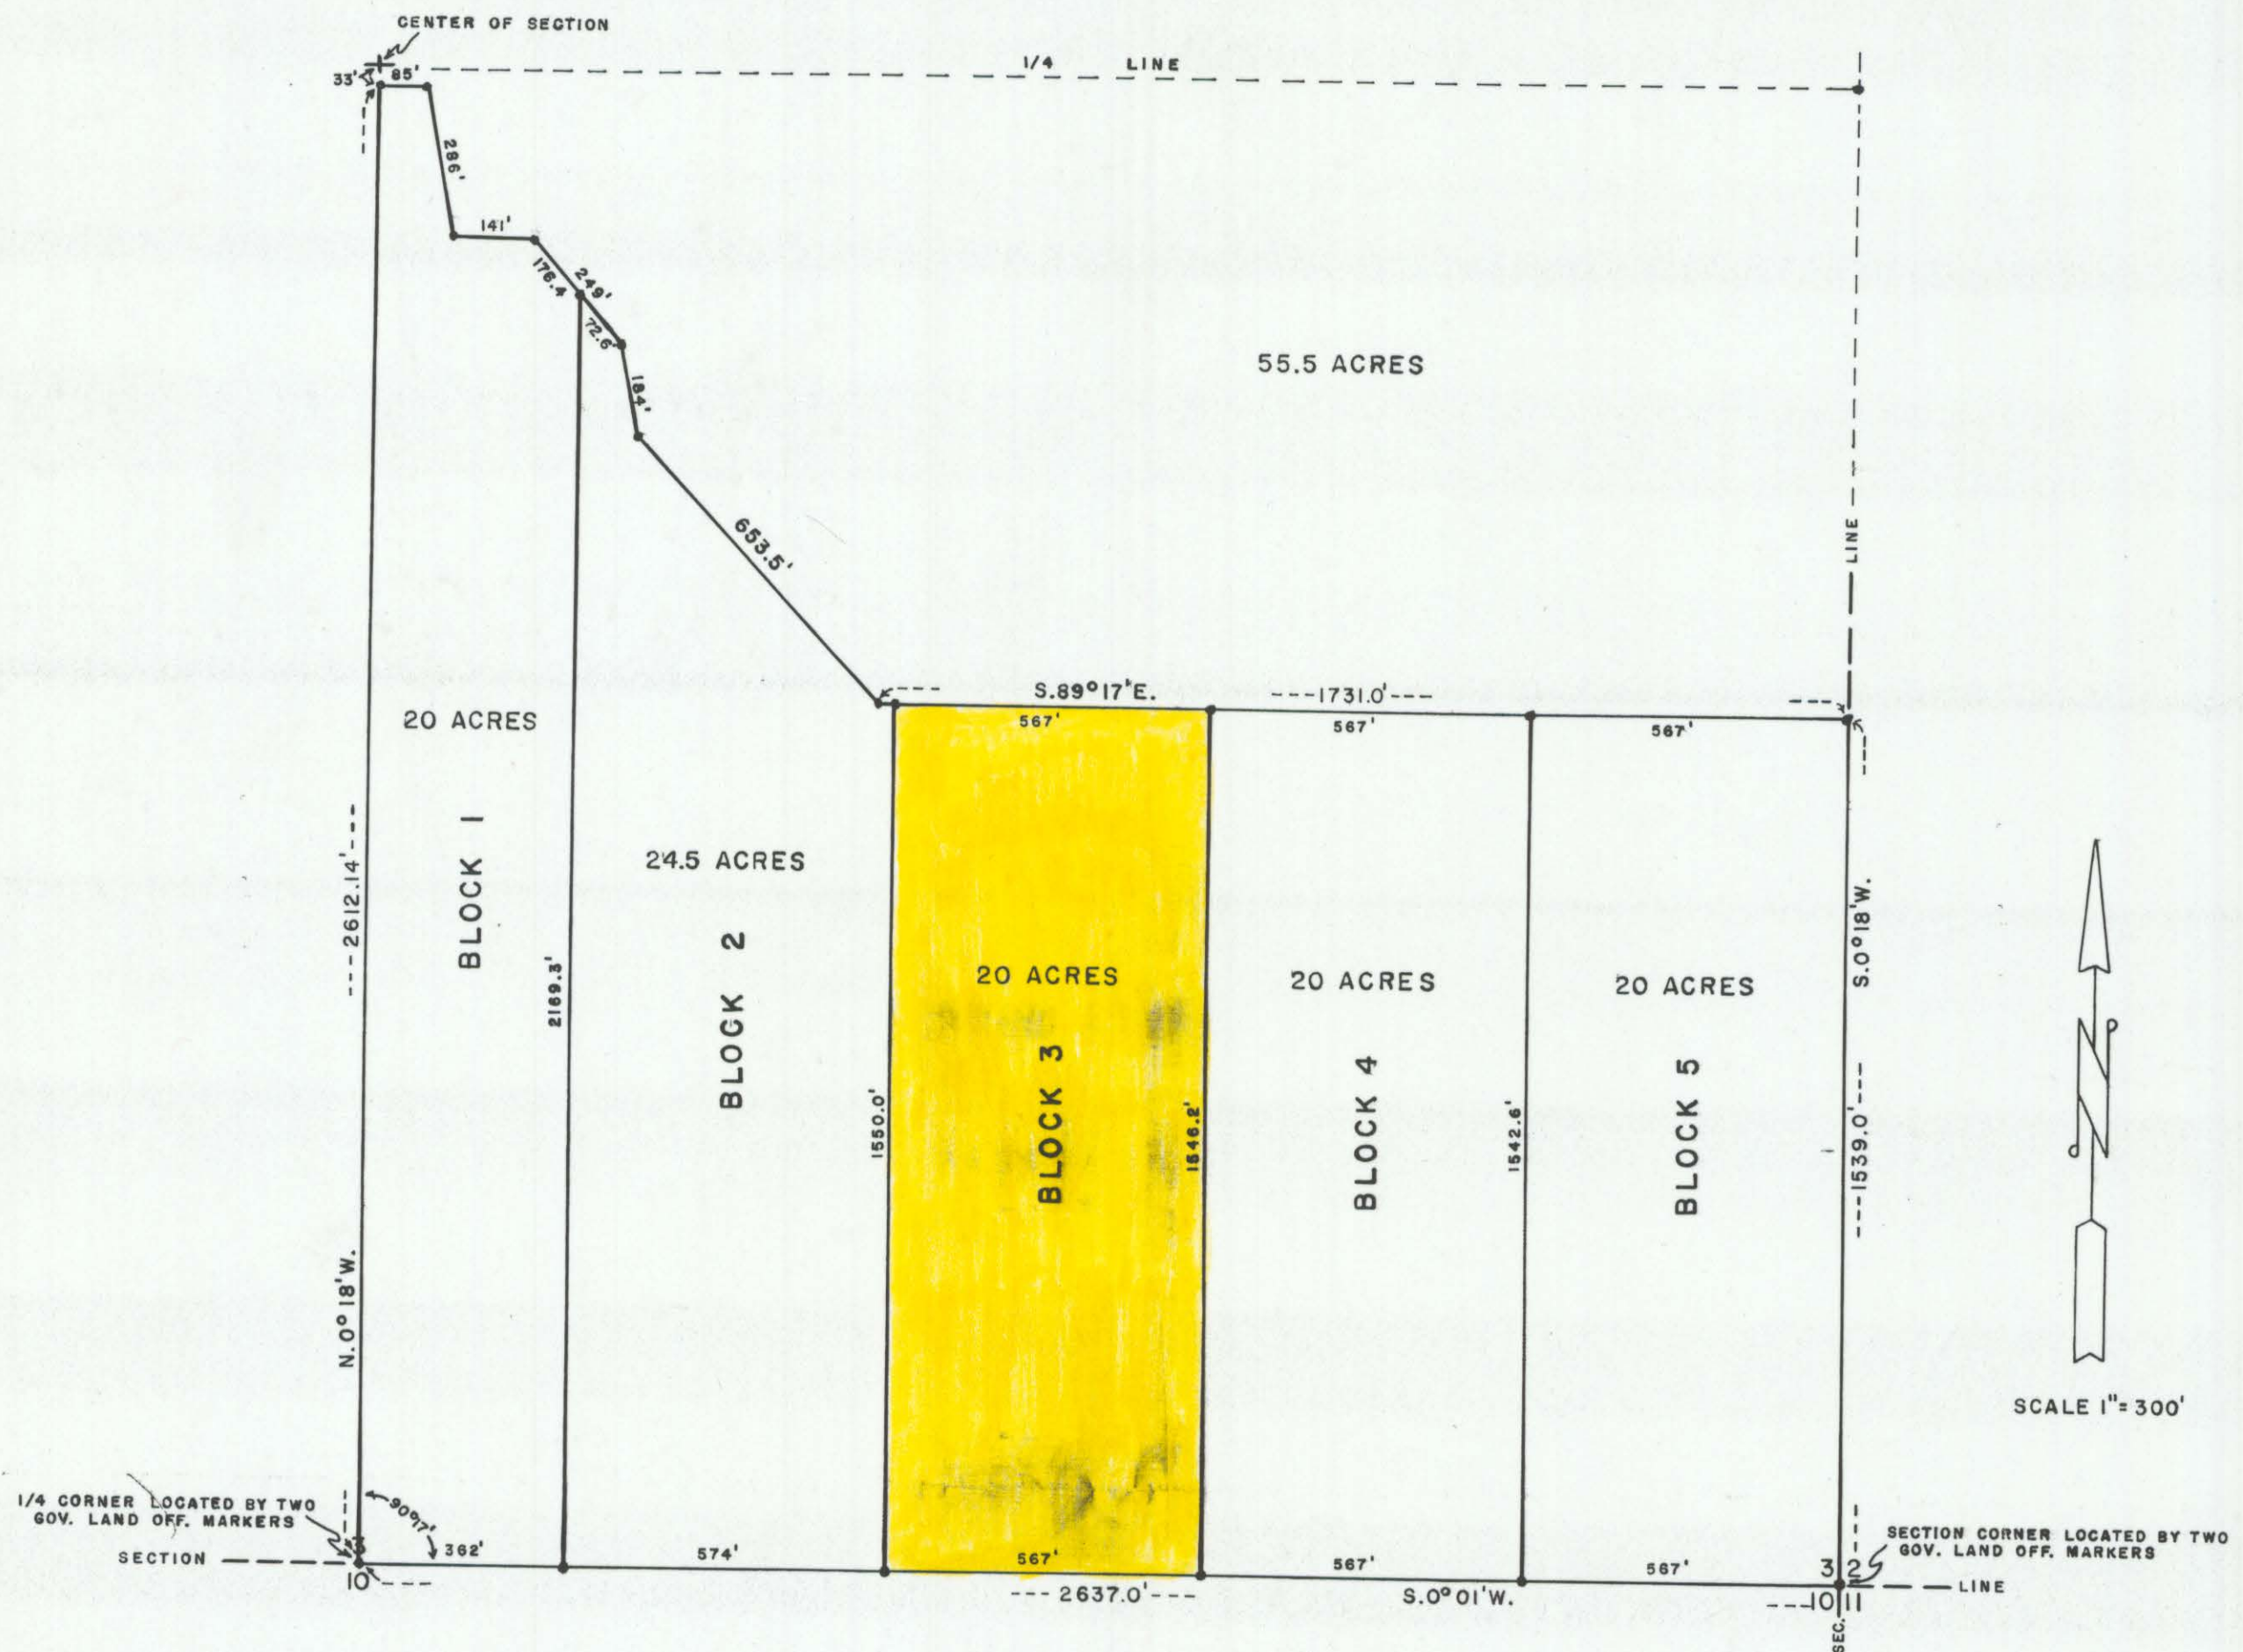 CENTER OF SECTION
33'
85'
1/4 LINE
286'
141'
176.4
249'
72.6
184'
55.5 ACRES
653.5'
LINE
S.89°17'E.
---1731.0'---
567'
567'
567'
20 ACRES
BLOCK 1
---2612.14'---
N.0°18'W.
2169.3'
24.5 ACRES
BLOCK 2
1550.0'
20 ACRES
BLOCK 3
1546.2'
20 ACRES
BLOCK 4
1542.6'
20 ACRES
BLOCK 5
S.0°18'W.
---1539.0'---
N
SCALE 1"=300'
1/4 CORNER LOCATED BY TWO
GOV. LAND OFF. MARKERS
90°17'
SECTION
3
10
362'
574'
567'
567'
567'
--- 2637.0'---
S.0°01'W.
3 2
10 11
SECTION CORNER LOCATED BY TWO
GOV. LAND OFF. MARKERS
LINE
SEC.